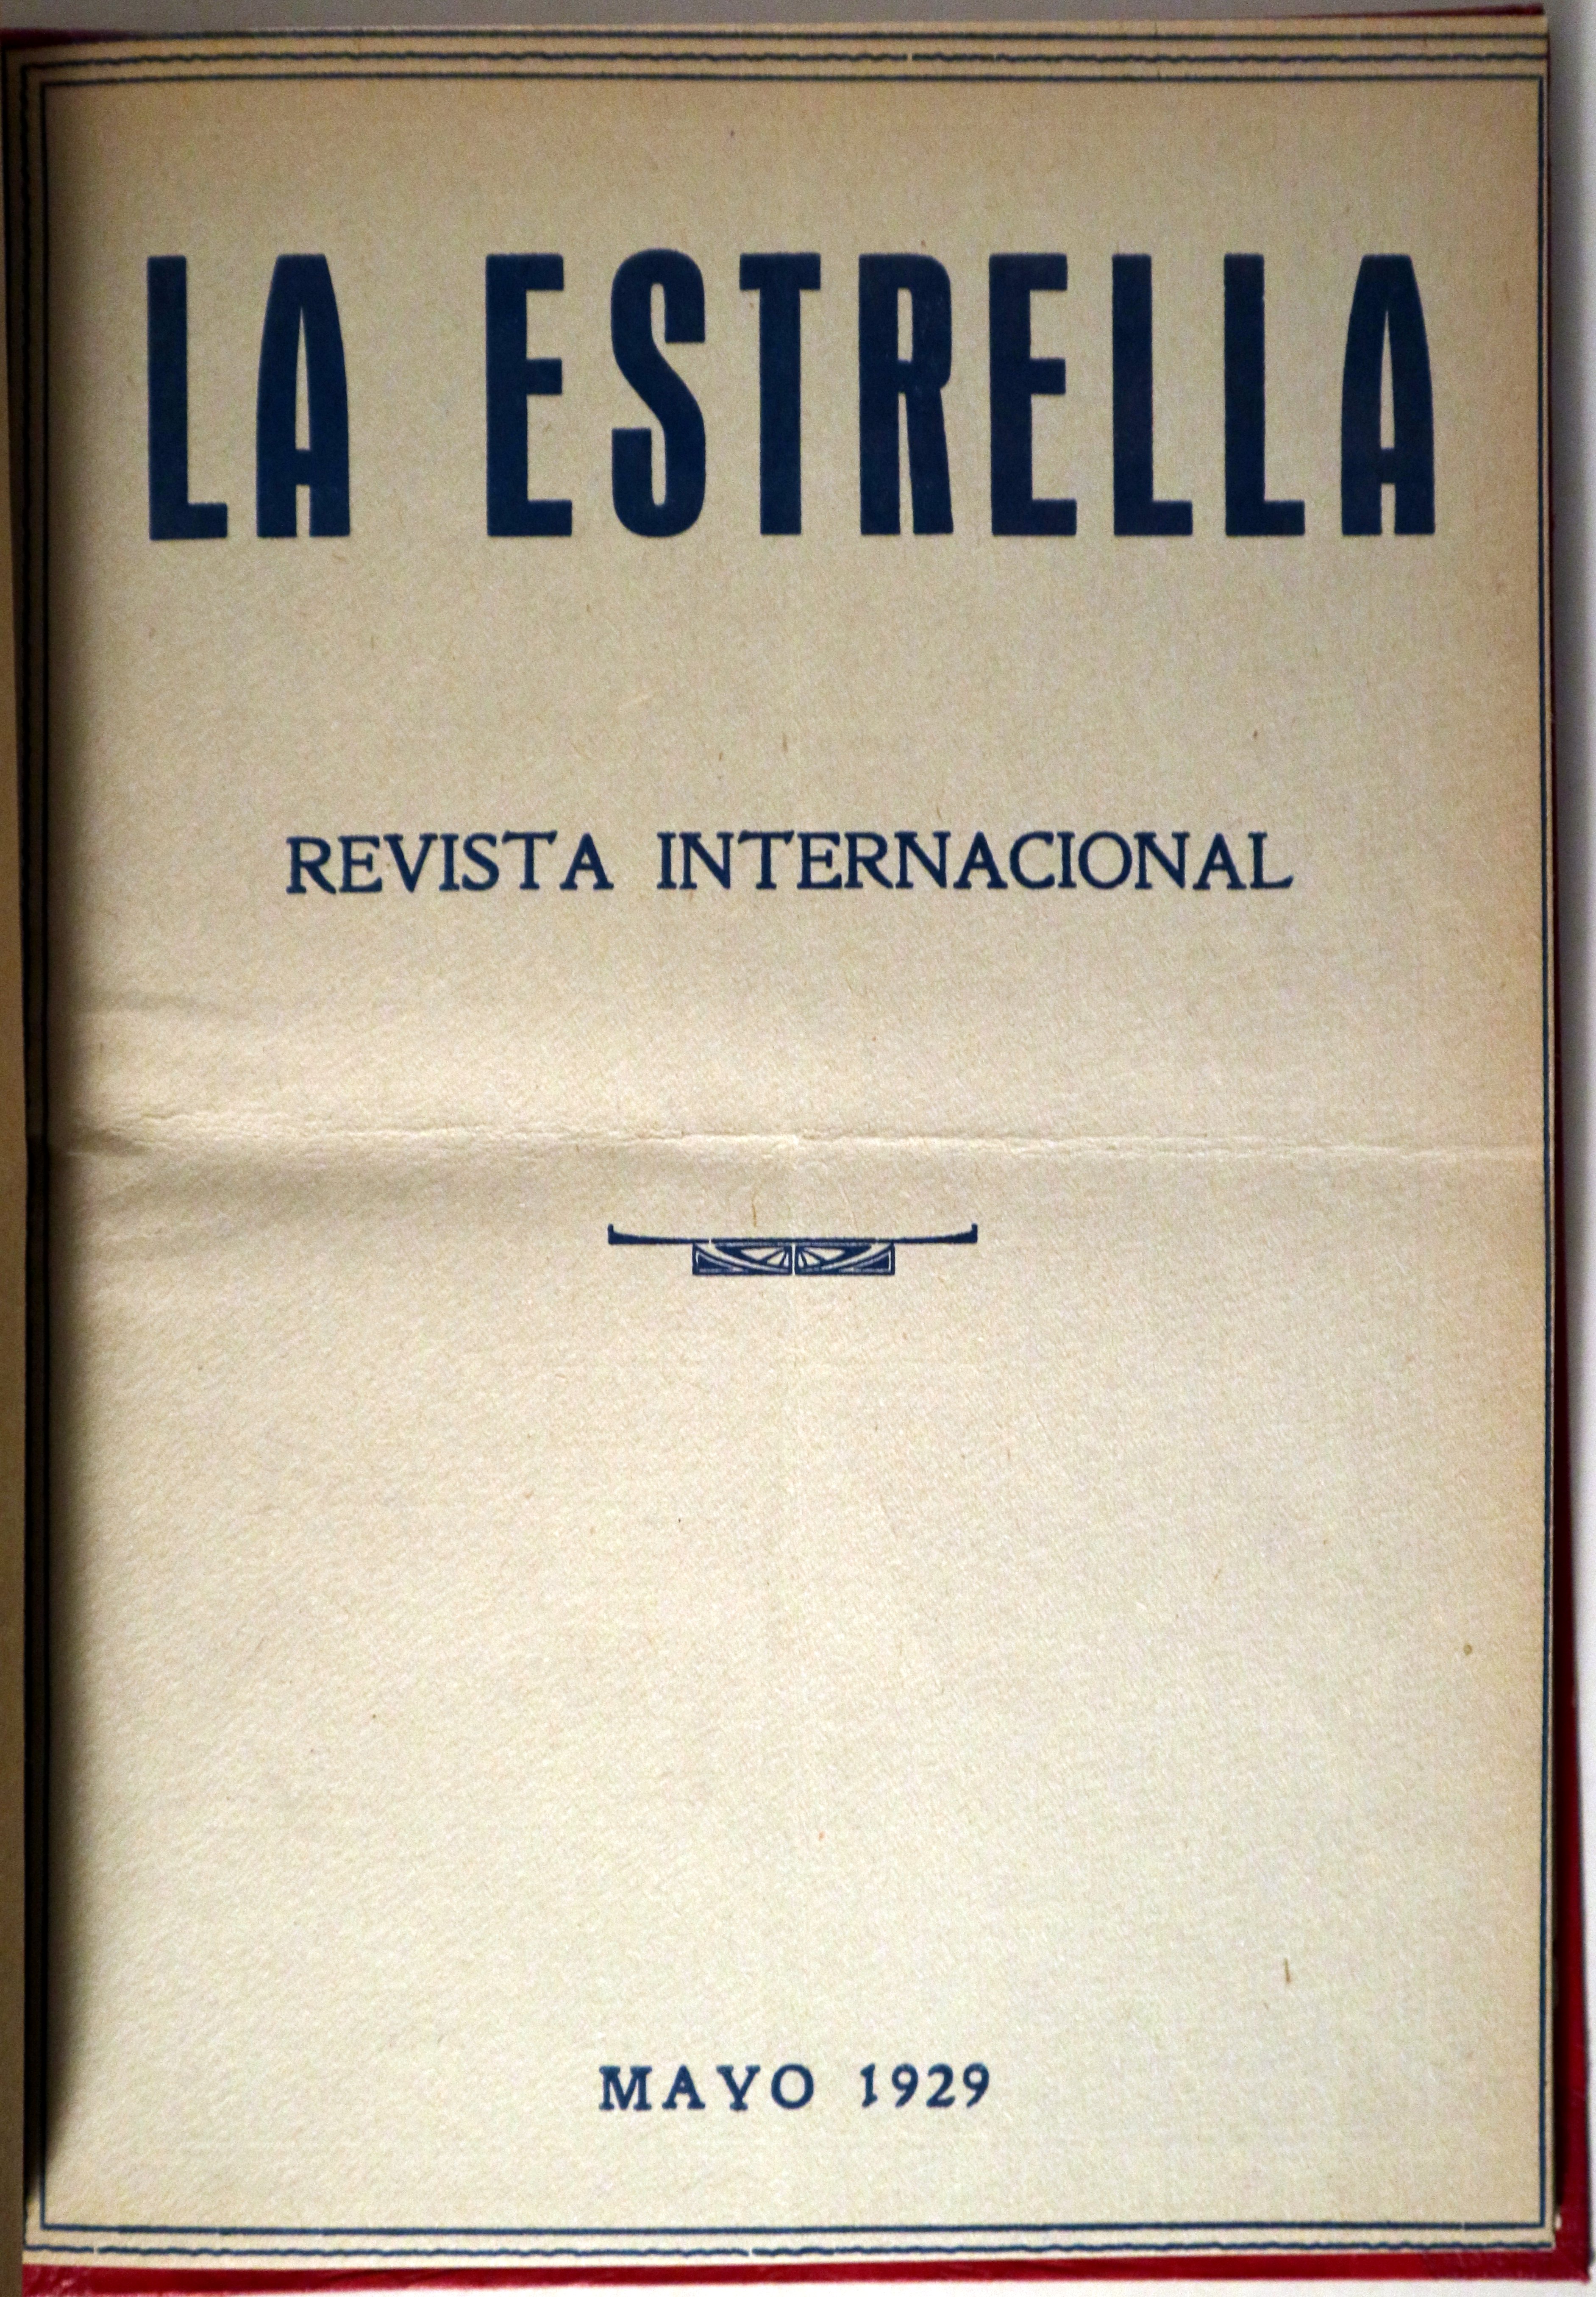 LA ESTRELLA
REVISTA INTERNACIONAL
MAYO 1929